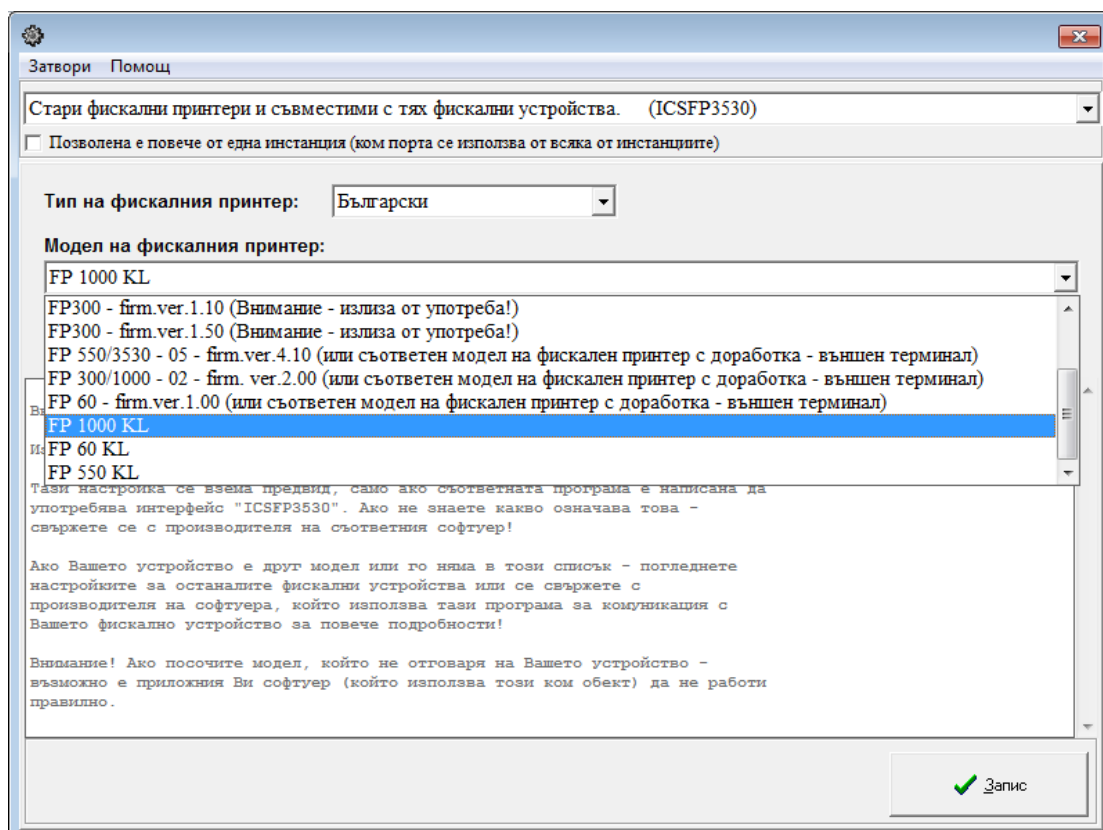 Затвори Помощ
Стари фискални принтери и съвместими с тях фискални устройства. (ICSFP3530)
Позволена е повече от една инстанция (ком порта се използва от всяка от инстанциите)
Тип на фискалния принтер: Български
Модел на фискалния принтер:
FP 1000 KL
FP300 - firm.ver.1.10 (Внимание - излиза от употреба!)
FP300 - firm.ver.1.50 (Внимание - излиза от употреба!)
FP 550/3530 - 05 - firm.ver.4.10 (или съответен модел на фискален принтер с доработка - външен терминал)
FP 300/1000 - 02 - firm. ver.2.00 (или съответен модел на фискален принтер с доработка - външен терминал)
FP 60 - firm.ver.1.00 (или съответен модел на фискален принтер с доработка - външен терминал)
FP 1000 KL
FP 60 KL
FP 550 KL
Тази настройка се взема предвид, само ако съответната програма е написана да
употребява интерфейс "ICSFP3530". Ако не знаете какво означава това -
свържете се с производителя на съответния софтуер!
Ако Вашето устройство е друг модел или го няма в този списък - погледнете
настройките за останалите фискални устройства или се свържете с
производителя на софтуера, който използва тази програма за комуникация с
Вашето фискално устройство за повече подробности!
Внимание! Ако посочите модел, който не отговаря на Вашето устройство -
възможно е приложния Ви софтуер (който използва този ком обект) да не работи
правилно.
Запис